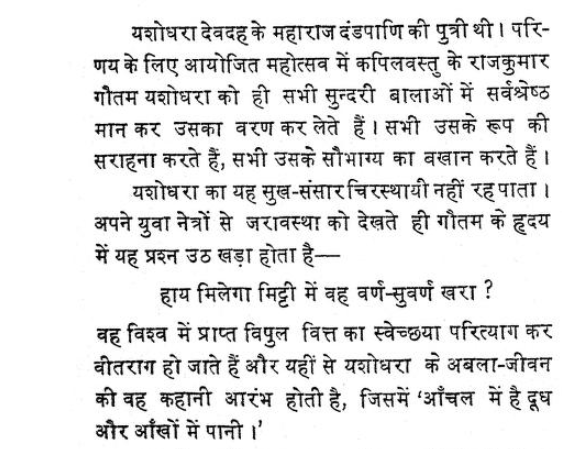 यशोधरा देवदह के महाराज दंडपाणि की पुत्री थी। परि-
णय के लिए आयोजित महोत्सव में कपिलवस्तु के राजकुमार
गौतम यशोधरा को ही सभी सुन्दरी बालाओं में सर्वश्रेष्ठ
मान कर उसका वरण कर लेते हैं। सभी उसके रूप की
सराहना करते हैं, सभी उसके सौभाग्य का बखान करते हैं।
यशोधरा का यह सुख-संसार चिरस्थायी नहीं रह पाता।
अपने युवा नेत्रों से जरावस्था को देखते ही गौतम के हृदय
में यह प्रश्न उठ खड़ा होता है—
हाय मिलेगा मिट्टी में वह वर्ण-सुवर्ण खरा ?
वह विश्व में प्राप्त विपुल वित्त का स्वेच्छया परित्याग कर
वीतराग हो जाते हैं और यहीं से यशोधरा के अबला-जीवन
की वह कहानी आरंभ होती है, जिसमें ‘आँचल में है दूध
और आँखों में पानी।’